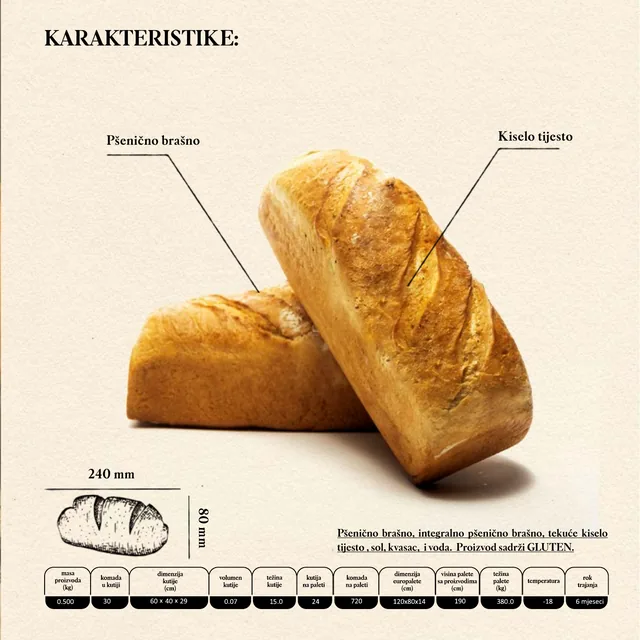 KARAKTERISTIKE:
Pšenično brašno
Kiselo tijesto
240 mm
80 mm
Pšenično brašno, integralno pšenično brašno, tekuće kiselo
tijesto , sol, kvasac, i voda. Proizvod sadrži GLUTEN.
masa proizvoda (kg)
0.500
komada u kutiji
30
dimenzija kutije (cm)
60 × 40 × 29
volumen kutije
0.07
težina kutije
15.0
kutija na paleti
24
komada na paleti
720
dimenzija europalete (cm)
120x80x14
visina palete sa proizvodima (cm)
190
težina palete (kg)
380.0
temperatura
-18
rok trajanja
6 mjeseci